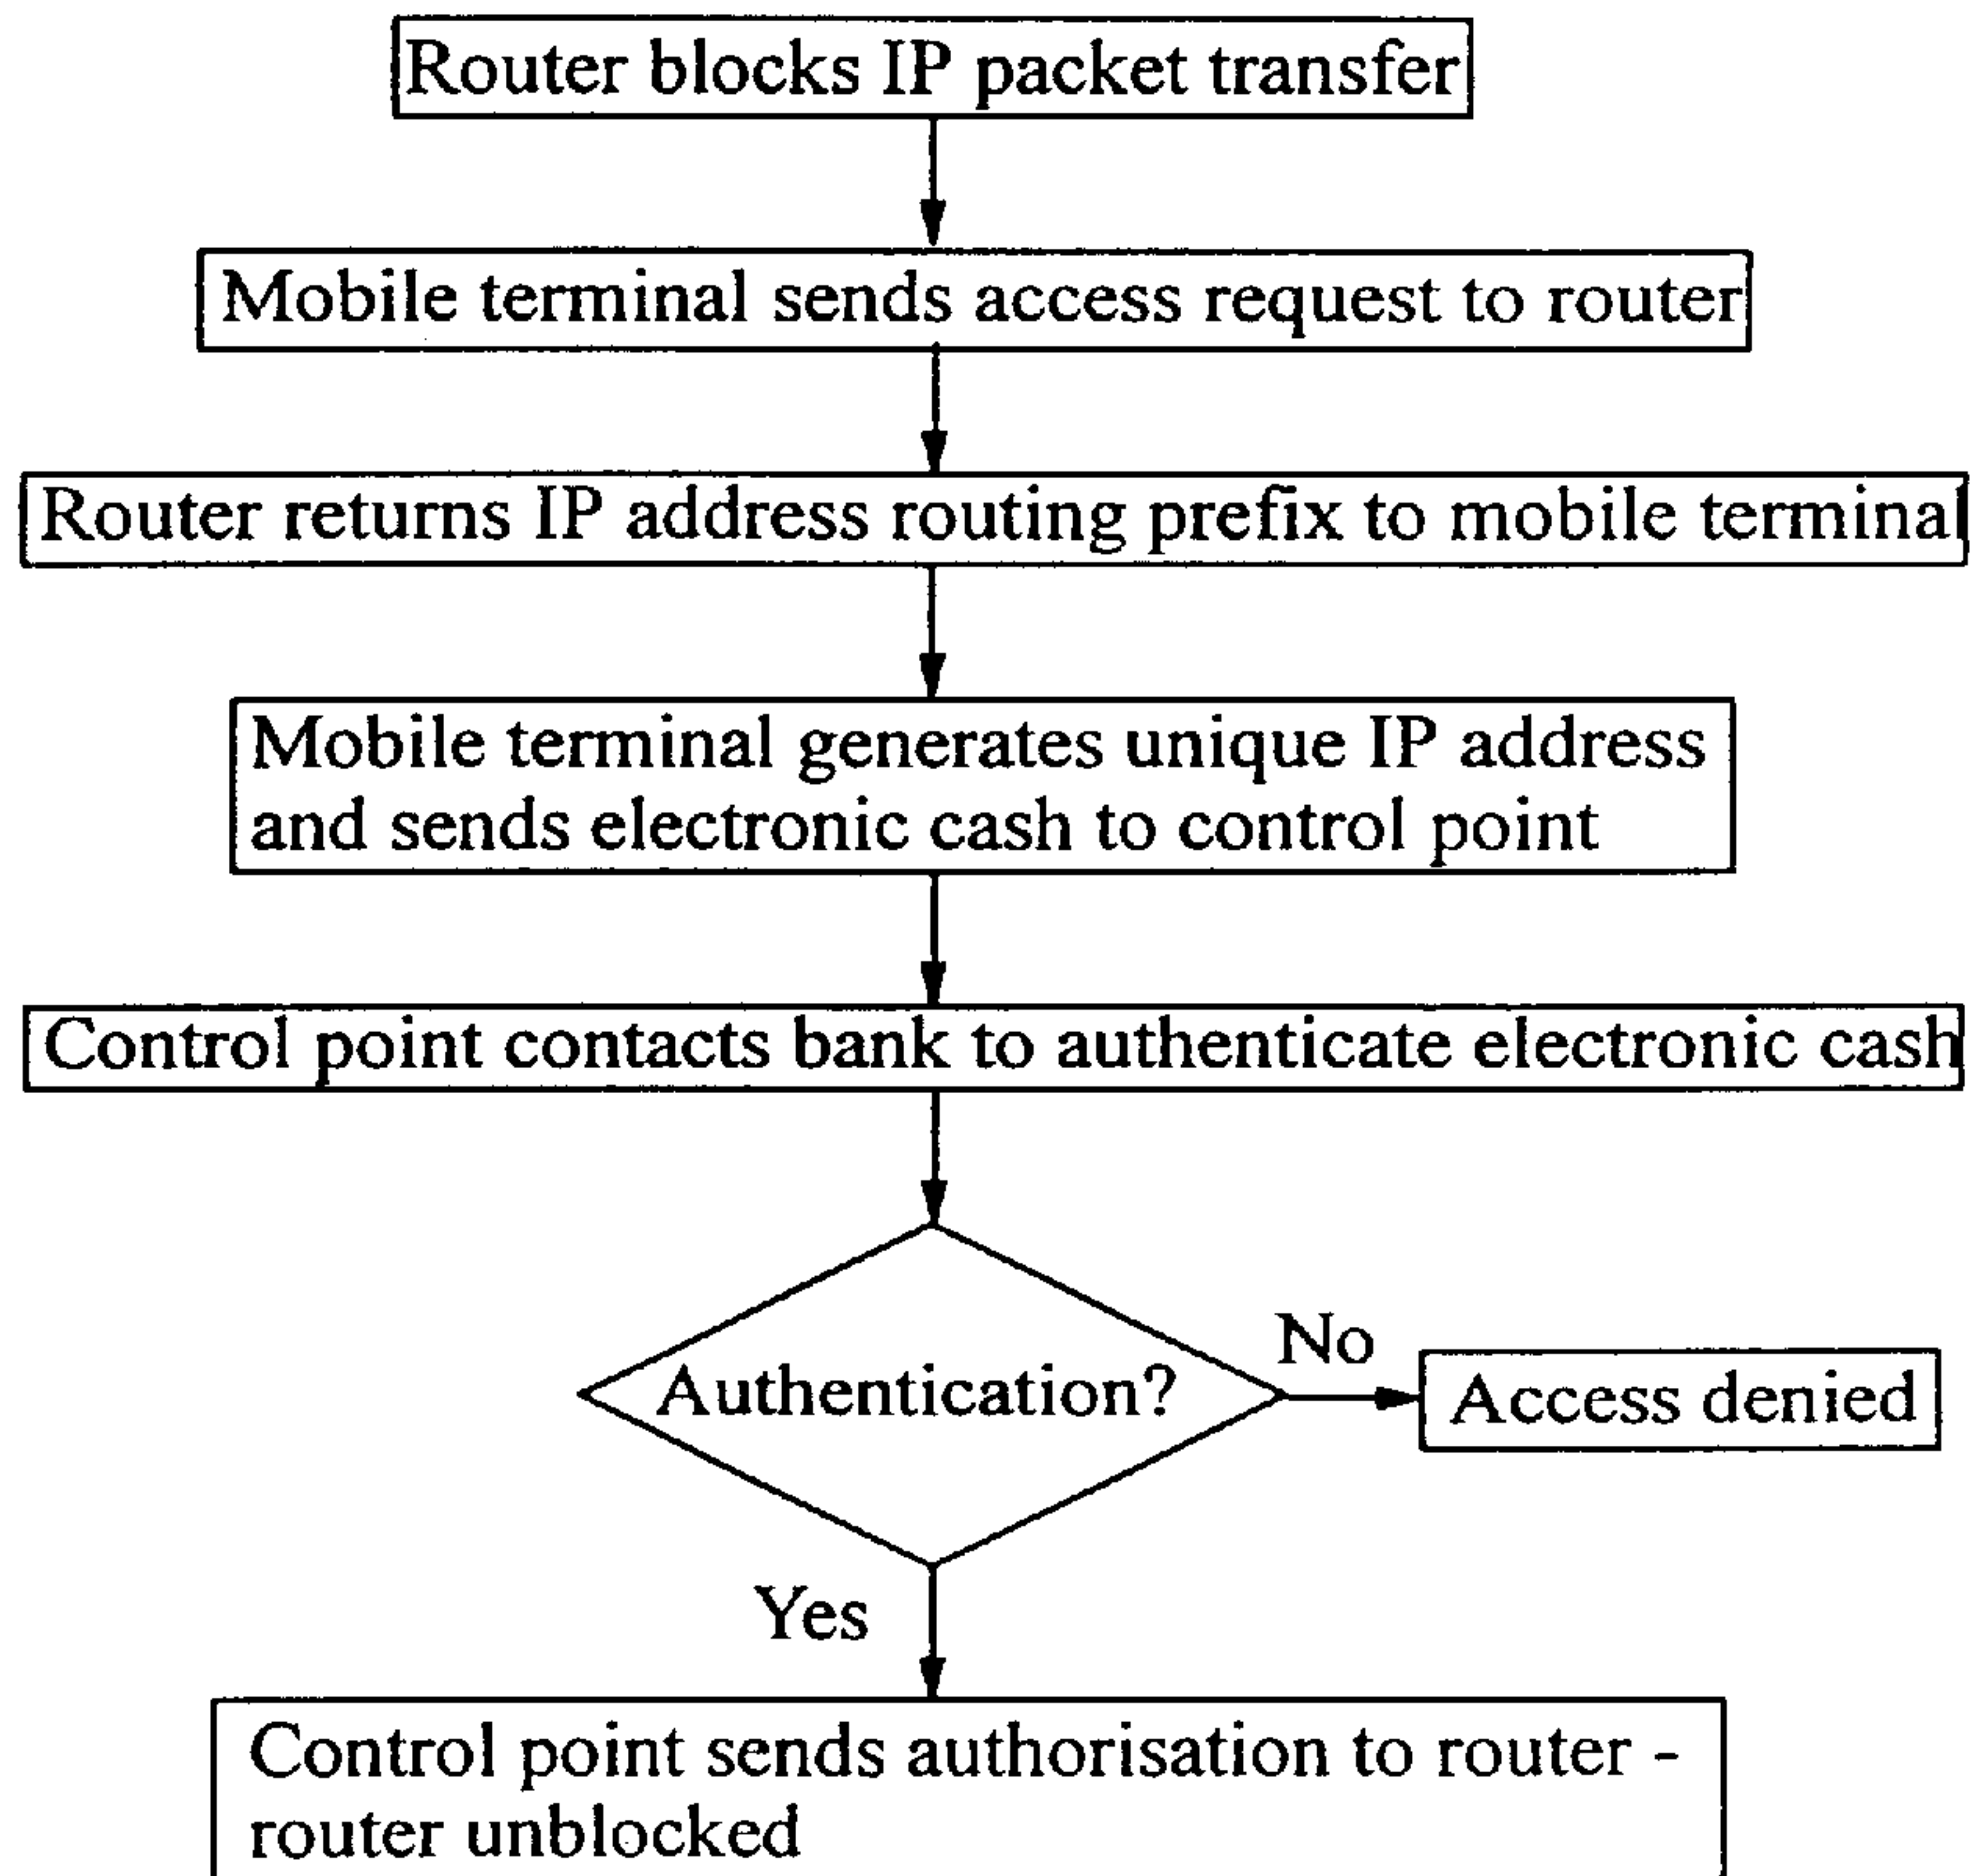 Router blocks IP packet transfer
Mobile terminal sends access request to router
Router returns IP address routing prefix to mobile terminal
Mobile terminal generates unique IP address
and sends electronic cash to control point
Control point contacts bank to authenticate electronic cash
Authentication?
No
Access denied
Yes
Control point sends authorisation to router -
router unblocked